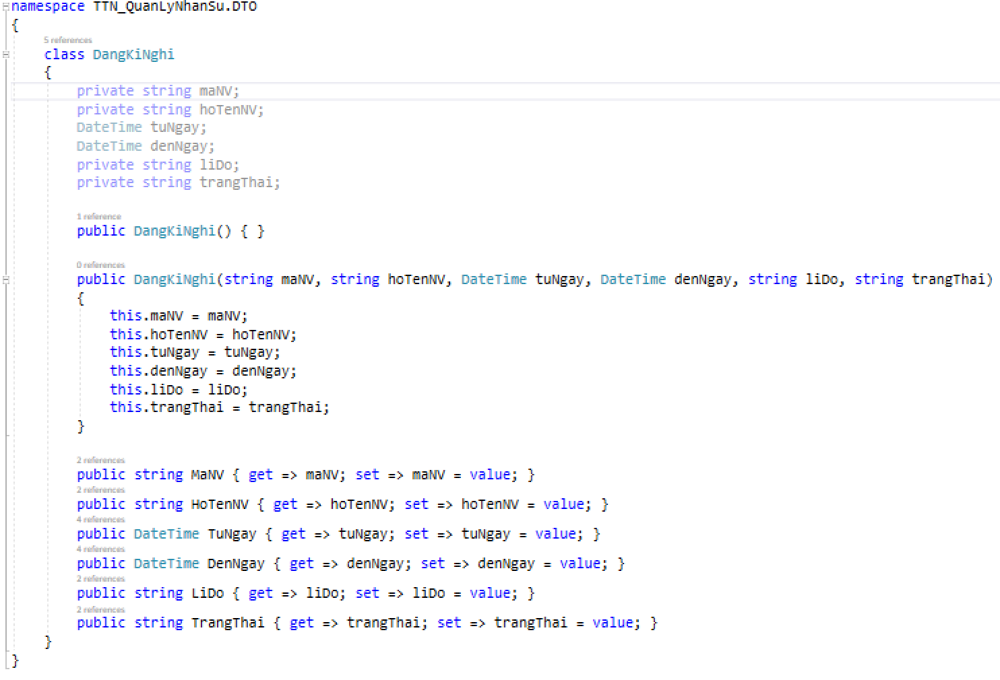 namespace TTN_QuanLyNhanSu.DTO
{
5 references
class DangKiNghi
{
private string maNV;
private string hoTenNV;
DateTime tuNgay;
DateTime denNgay;
private string liDo;
private string trangThai;
1 reference
public DangKiNghi() { }
0 references
public DangKiNghi(string maNV, string hoTenNV, DateTime tuNgay, DateTime denNgay, string liDo, string trangThai)
{
this.maNV = maNV;
this.hoTenNV = hoTenNV;
this.tuNgay = tuNgay;
this.denNgay = denNgay;
this.liDo = liDo;
this.trangThai = trangThai;
}
2 references
public string MaNV { get => maNV; set => maNV = value; }
2 references
public string HoTenNV { get => hoTenNV; set => hoTenNV = value; }
4 references
public DateTime TuNgay { get => tuNgay; set => tuNgay = value; }
4 references
public DateTime DenNgay { get => denNgay; set => denNgay = value; }
2 references
public string LiDo { get => liDo; set => liDo = value; }
2 references
public string TrangThai { get => trangThai; set => trangThai = value; }
}
}